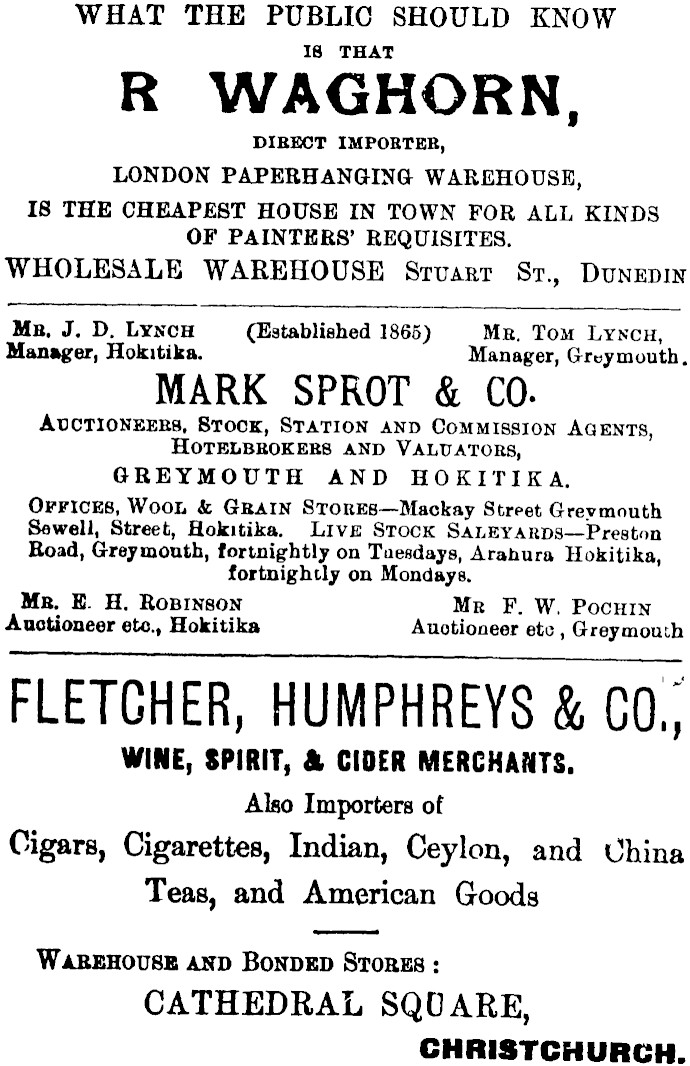 WHAT THE PUBLIC SHOULD KNOW
IS THAT
R WAGHORN,
DIRECT IMPORTER,
LONDON PAPERHANGING WAREHOUSE,
IS THE CHEAPEST HOUSE IN TOWN FOR ALL KINDS
OF PAINTERS' REQUISITES.
WHOLESALE WAREHOUSE STUART ST., DUNEDIN
MR. J. D. LYNCH (Established 1865) MR. TOM LYNCH,
Manager, Hokitika. Manager, Greymouth.
MARK SPROT & CO.
AUCTIONEERS, STOCK, STATION AND COMMISSION AGENTS,
HOTELBROKERS AND VALUATORS,
GREYMOUTH AND HOKITIKA.
OFFICES, WOOL & GRAIN STORES—Mackay Street Greymouth
Sewell, Street, Hokitika. LIVE STOCK SALEYARDS—Preston
Road, Greymouth, fortnightly on Tuesdays, Arahura Hokitika,
fortnightly on Mondays.
MR. E. H. ROBINSON MR F. W. POCHIN
Auctioneer etc., Hokitika Auctioneer etc, Greymouth
FLETCHER, HUMPHREYS & CO.,
WINE, SPIRIT, & CIDER MERCHANTS.
Also Importers of
Cigars, Cigarettes, Indian, Ceylon, and China
Teas, and American Goods
WAREHOUSE AND BONDED STORES:
CATHEDRAL SQUARE,
CHRISTCHURCH.